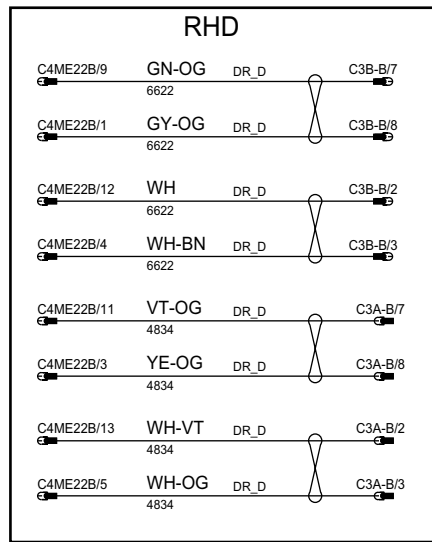 RHD
C4ME22B/9 GN-OG DR_D C3B-B/7
6622
C4ME22B/1 GY-OG DR_D C3B-B/8
6622
C4ME22B/12 WH DR_D C3B-B/2
6622
C4ME22B/4 WH-BN DR_D C3B-B/3
6622
C4ME22B/11 VT-OG DR_D C3A-B/7
4834
C4ME22B/3 YE-OG DR_D C3A-B/8
4834
C4ME22B/13 WH-VT DR_D C3A-B/2
4834
C4ME22B/5 WH-OG DR_D C3A-B/3
4834